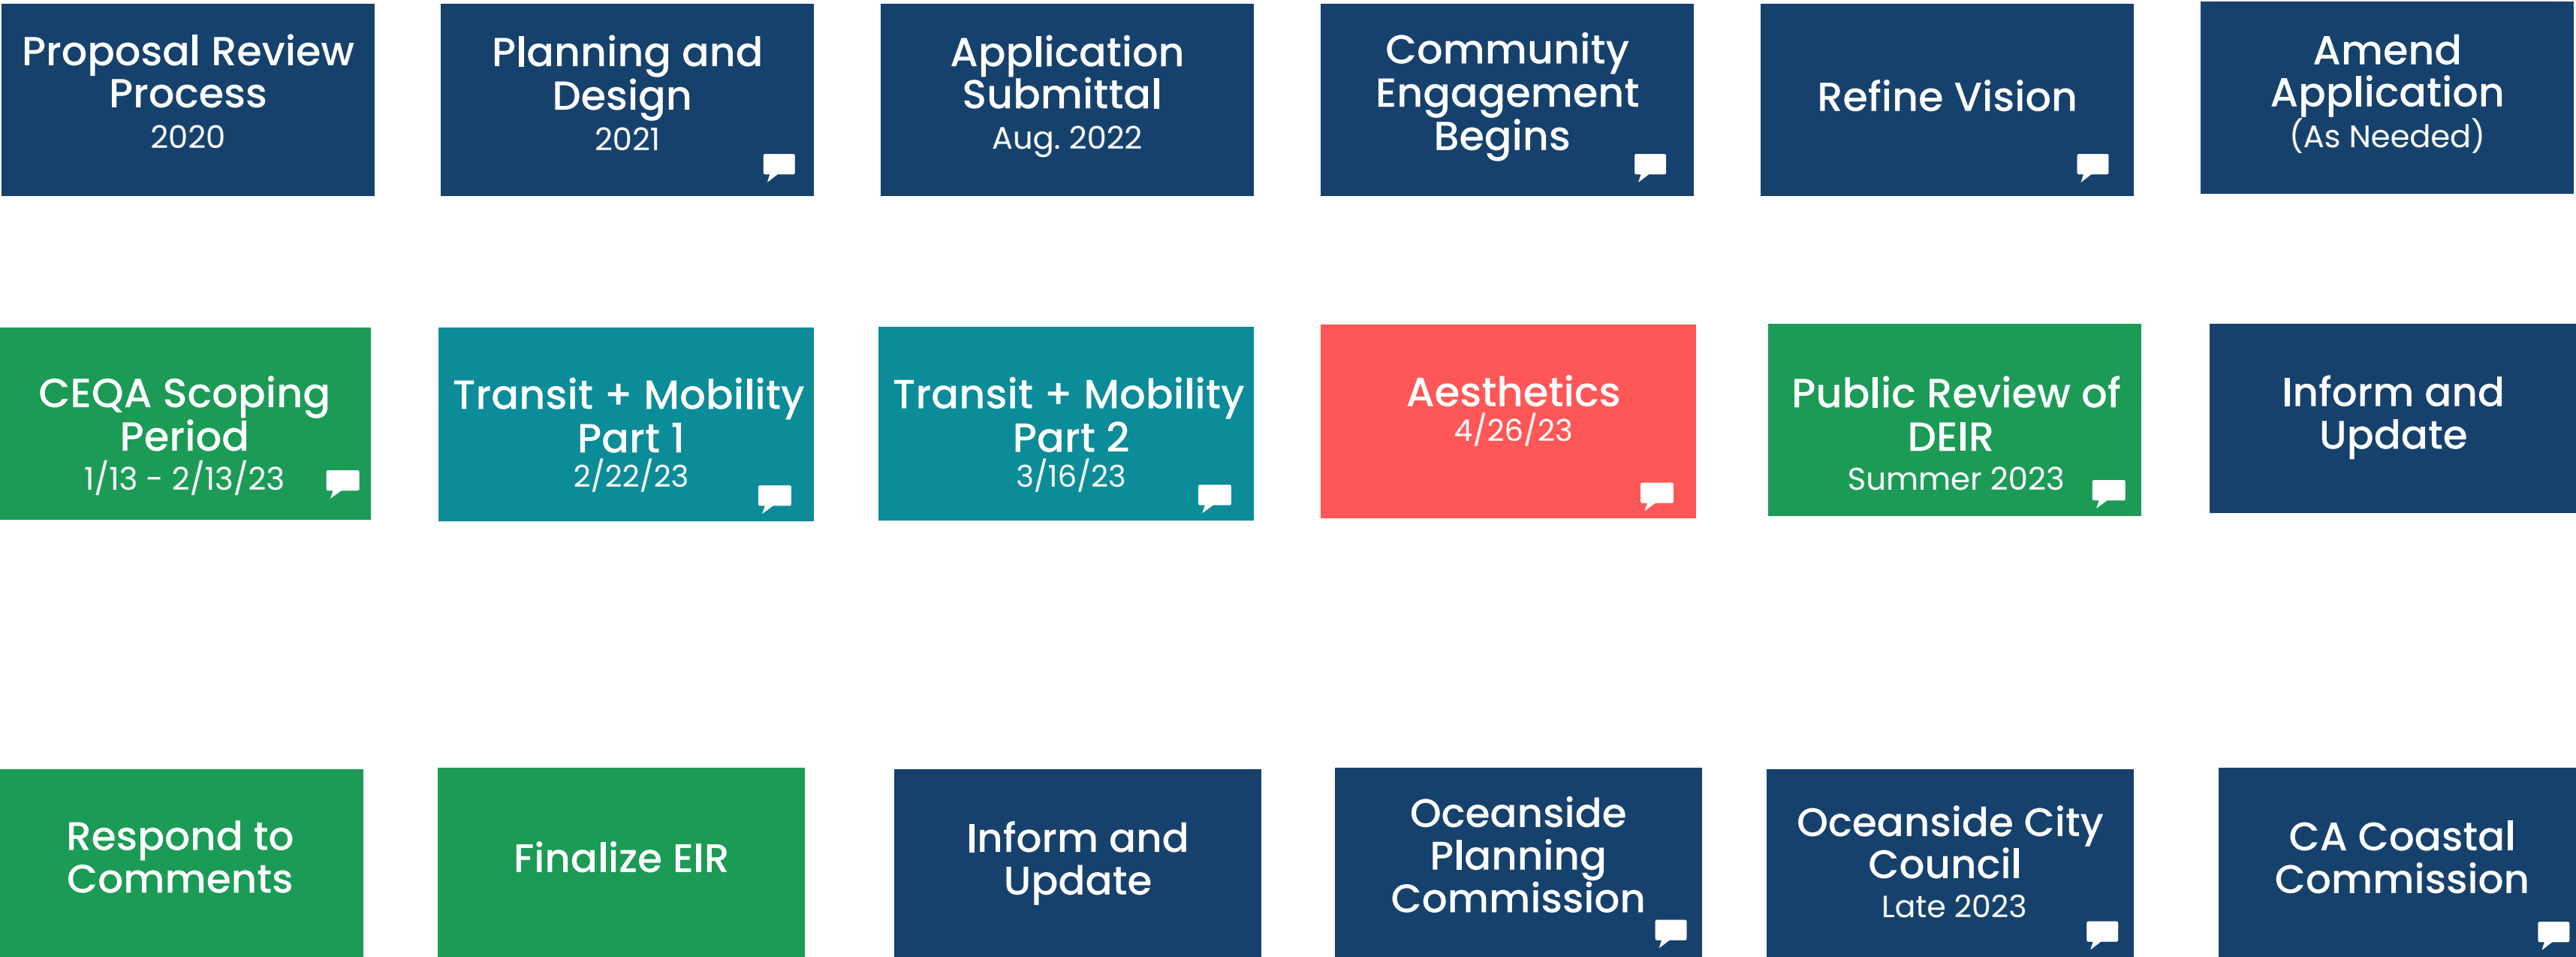 Proposal Review
Process
2020
Planning and
Design
2021
Application
Submittal
Aug. 2022
Community
Engagement
Begins
Refine Vision
Amend
Application
(As Needed)
CEQA Scoping
Period
1/13 - 2/13/23
Transit + Mobility
Part 1
2/22/23
Transit + Mobility
Part 2
3/16/23
Aesthetics
4/26/23
Public Review of
DEIR
Summer 2023
Inform and
Update
Respond to
Comments
Finalize EIR
Inform and
Update
Oceanside
Planning
Commission
Oceanside City
Council
Late 2023
CA Coastal
Commission